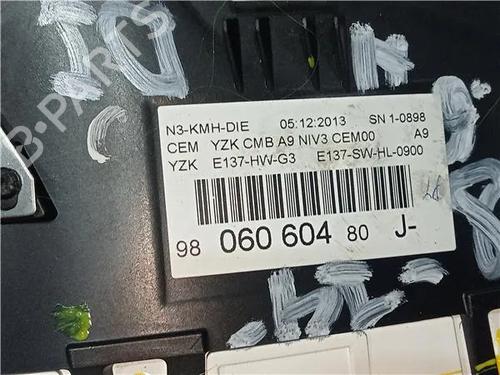 B-PARTS
N3-KMH-DIE 05:12:2013 SN 1-0898
CEM YZK CMB A9 NIV3 CEM00 A9
YZK E137-HW-G3 E137-SW-HL-0900
98 060 604 80 J-